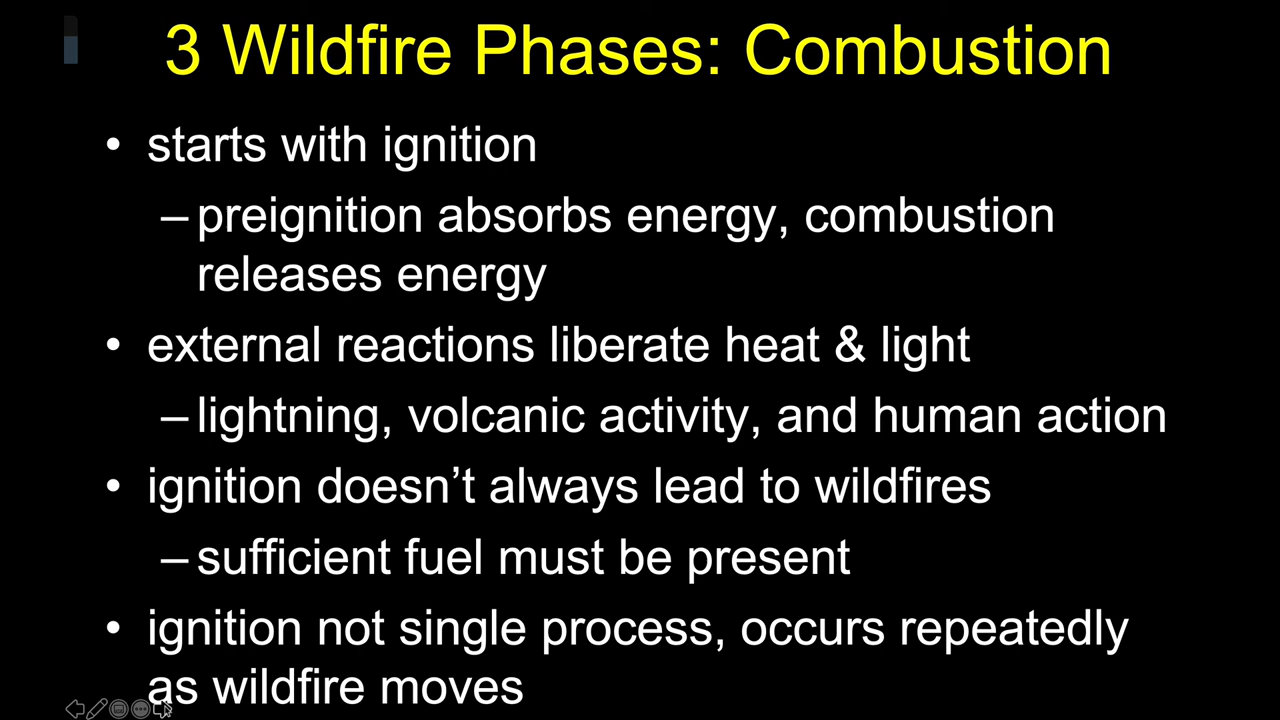 3 Wildfire Phases: Combustion
• starts with ignition
– preignition absorbs energy, combustion
releases energy
• external reactions liberate heat & light
– lightning, volcanic activity, and human action
• ignition doesn’t always lead to wildfires
– sufficient fuel must be present
• ignition not single process, occurs repeatedly
as wildfire moves